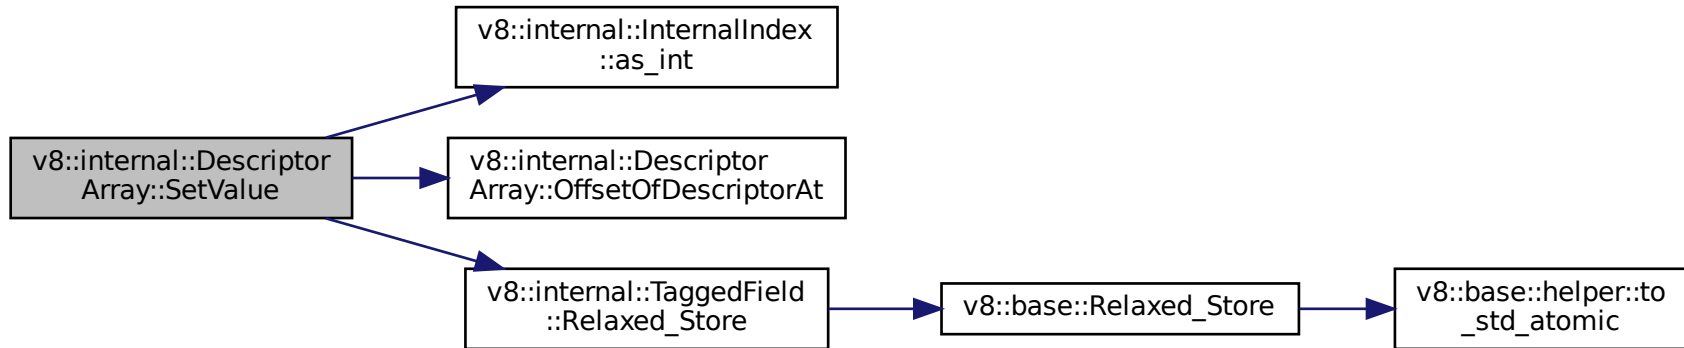 v8::internal::InternalIndex
::as_int
v8::internal::Descriptor
Array::SetValue
v8::internal::Descriptor
Array::OffsetOfDescriptorAt
v8::internal::TaggedField
::Relaxed_Store
v8::base::Relaxed_Store
v8::base::helper::to
_std_atomic